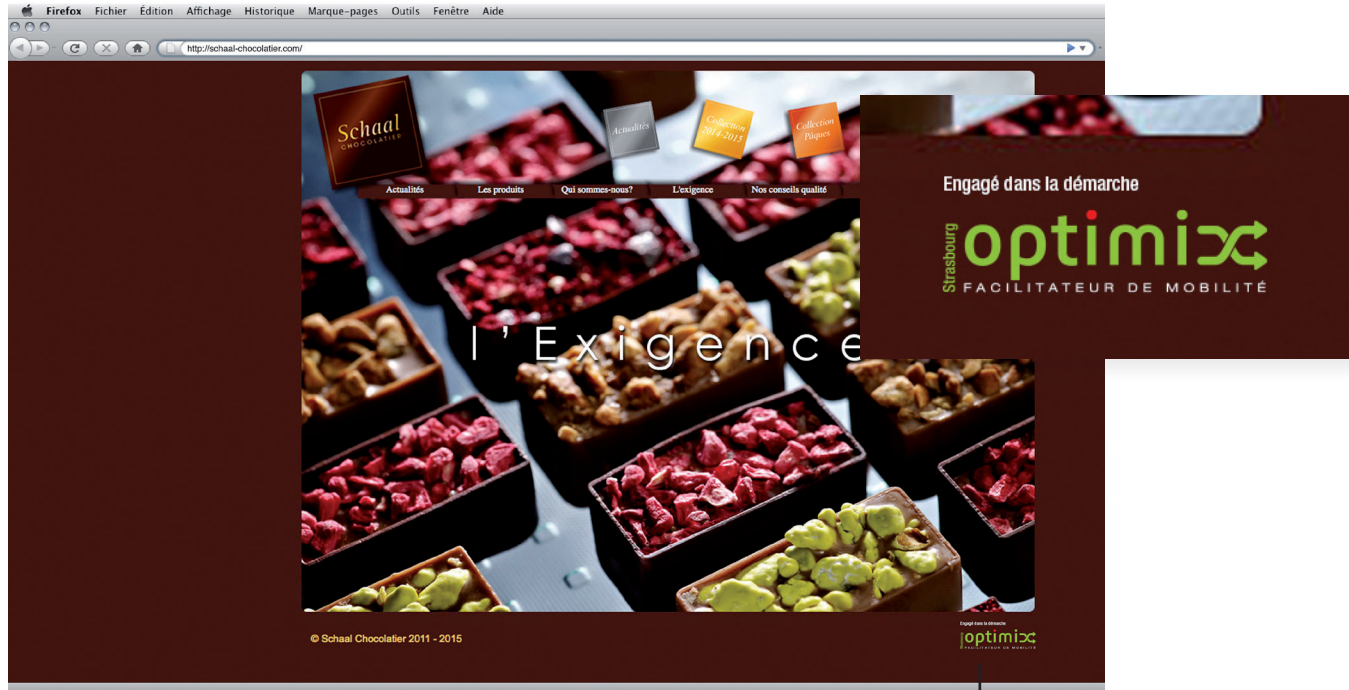 Firefox Fichier Édition Affichage Historique Marque-pages Outils Fenêtre Aide
http://schaal-chocolatier.com/
Schaal
CHOCOLATIER
Actualités
Collection
2014-2015
Collection
Pâques
Actualités Les produits Qui sommes-nous? L'exigence Nos conseils qualité
l'Exigence
Engagé dans la démarche
Strasbourg
optimix
FACILITATEUR DE MOBILITÉ
© Schaal Chocolatier 2011 - 2015
Engagé dans la démarche
Strasbourg
optimix
FACILITATEUR DE MOBILITÉ